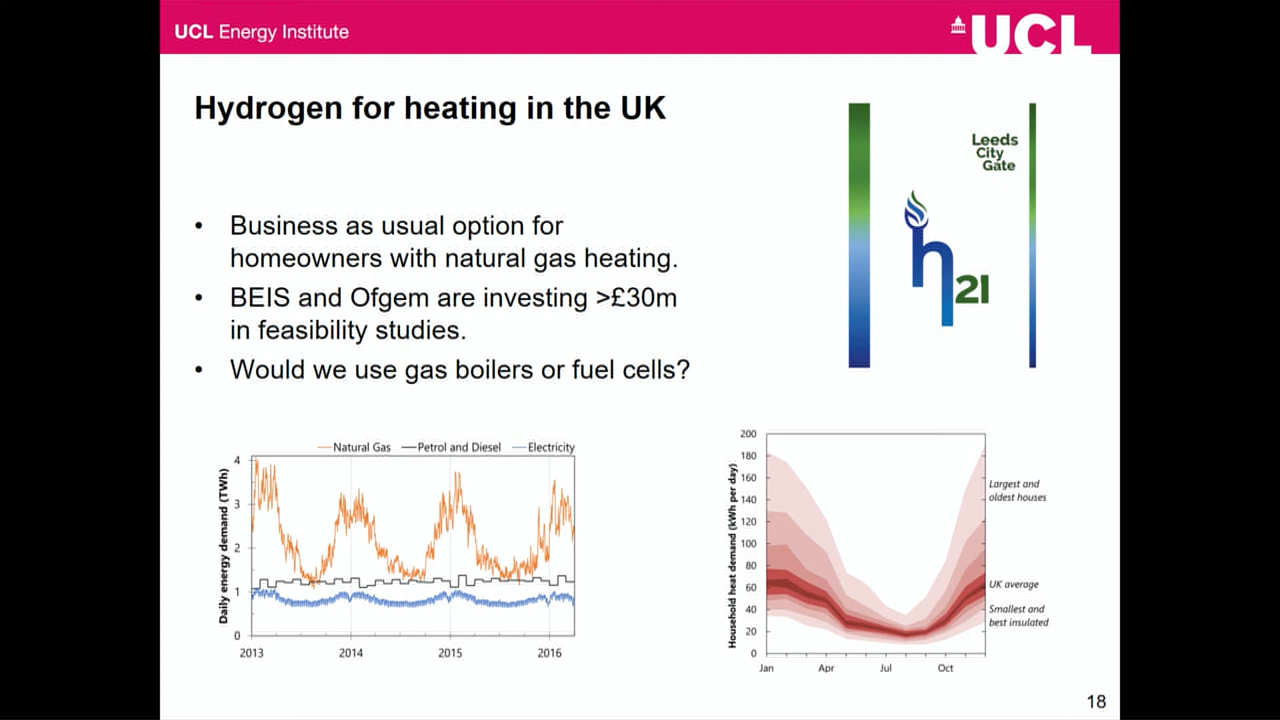 UCL Energy Institute
UCL
Hydrogen for heating in the UK
Leeds
City
Gate
h21
• Business as usual option for
homeowners with natural gas heating.
• BEIS and Ofgem are investing >£30m
in feasibility studies.
• Would we use gas boilers or fuel cells?
Natural Gas Petrol and Diesel Electricity
Daily energy demand (TWh)
4
3
2
1
0
2013 2014 2015 2016
Household heat demand (kWh per day)
200
180
160
140
120
100
80
60
40
20
0
Jan Apr Jul Oct
Largest and
oldest houses
UK average
Smallest and
best insulated
18